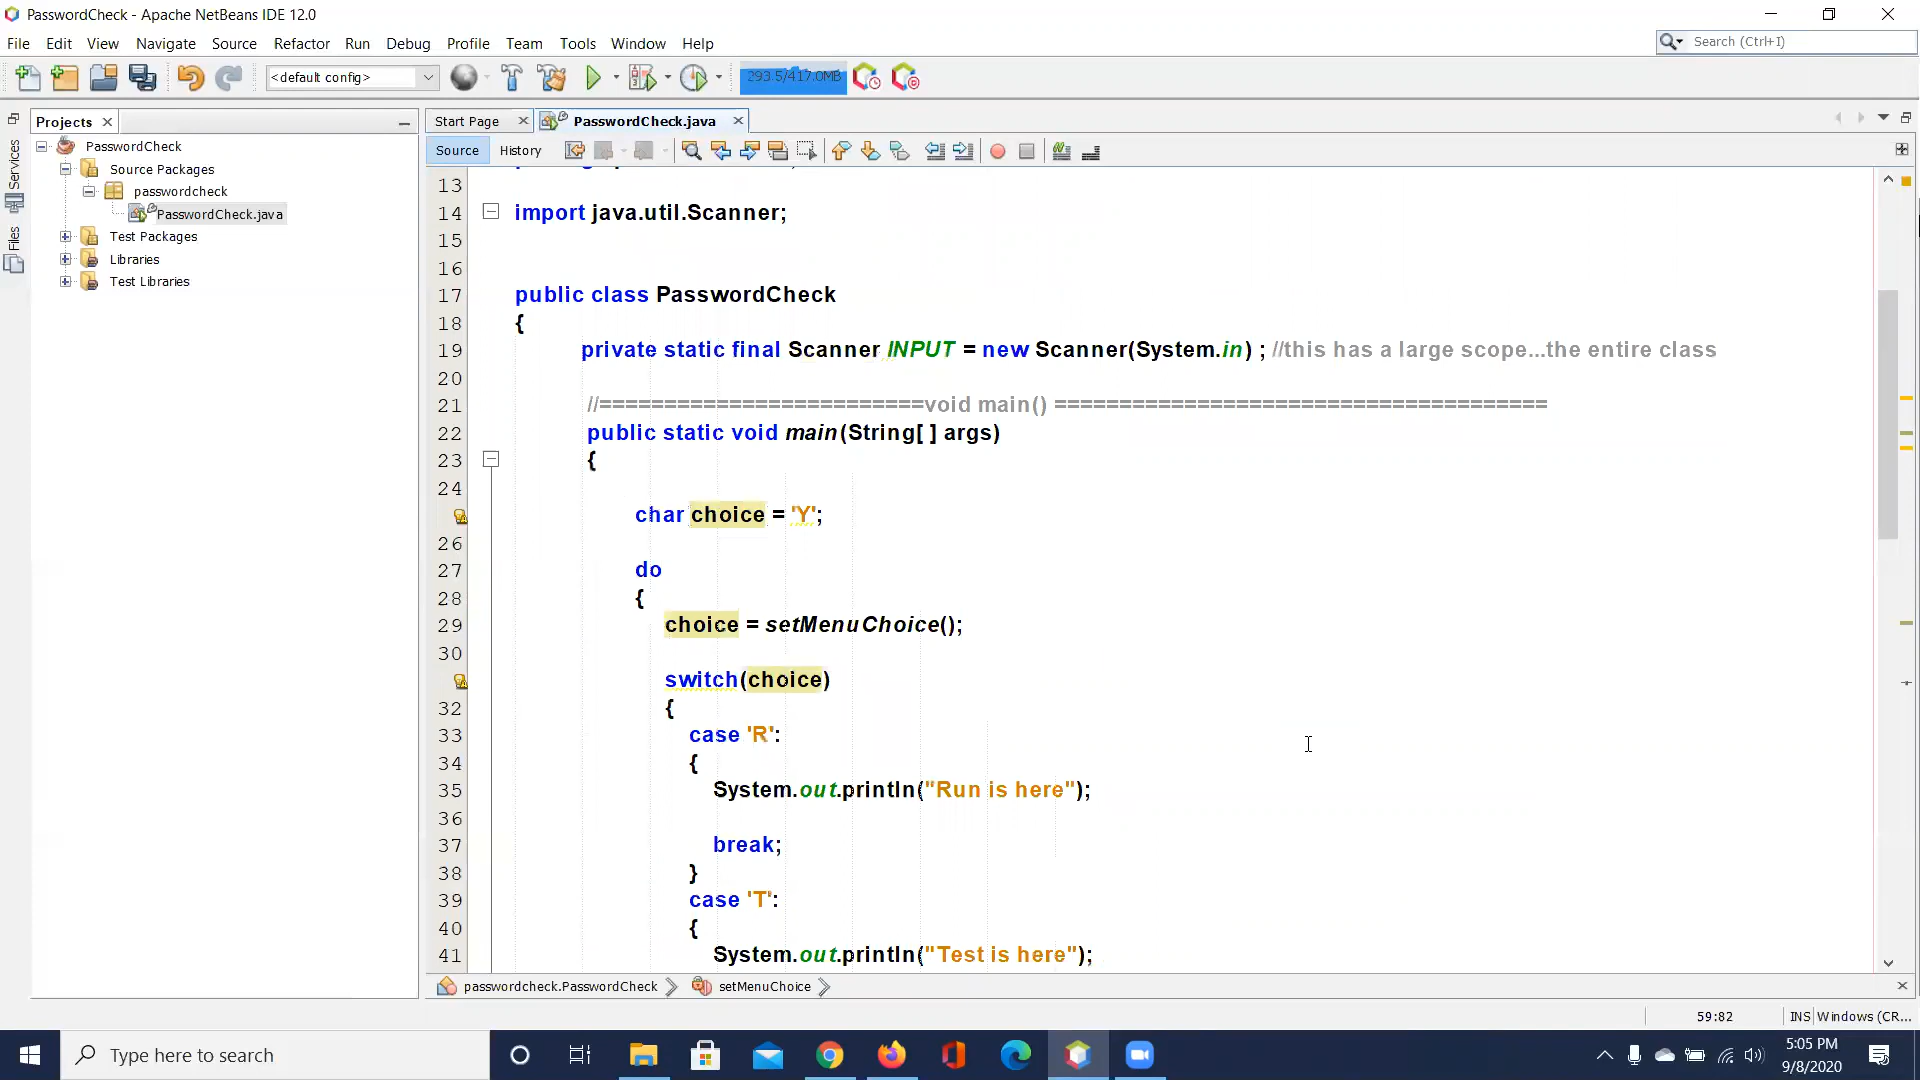 PasswordCheck - Apache NetBeans IDE 12.0
File Edit View Navigate Source Refactor Run Debug Profile Team Tools Window Help
Search (Ctrl+I)
<default config>
293.5/417.0MB
Projects
Start Page
PasswordCheck.java
Services
Files
PasswordCheck
Source Packages
passwordcheck
PasswordCheck.java
Test Packages
Libraries
Test Libraries
Source History
13
14 import java.util.Scanner;
15
16
17 public class PasswordCheck
18 {
19 private static final Scanner INPUT = new Scanner(System.in) ; //this has a large scope...the entire class
20
21 //=========================void main() ======================================
22 public static void main(String[ ] args)
23 {
24
char choice = 'Y';
26
27 do
28 {
29 choice = setMenuChoice();
30
switch(choice)
32 {
33 case 'R':
34 {
35 System.out.println("Run is here");
36
37 break;
38 }
39 case 'T':
40 {
41 System.out.println("Test is here");
passwordcheck.PasswordCheck
setMenuChoice
59:82
INS
Windows (CR...
Type here to search
5:05 PM
9/8/2020